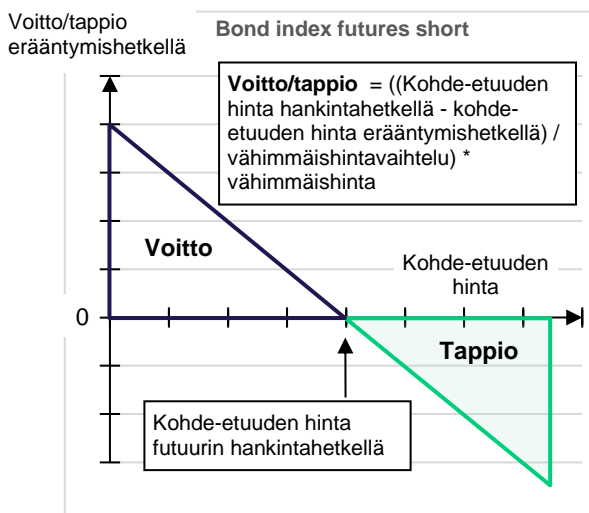 Voitto/tappio
erääntymishetkellä
Bond index futures short
Voitto/tappio = ((Kohde-etuuden
hinta hankintahetkellä - kohde-
etuuden hinta erääntymishetkellä) /
vähimmäishintavaihtelu) *
vähimmäishinta
Voitto
Kohde-etuuden
hinta
0
Tappio
Kohde-etuuden hinta
futuurin hankintahetkellä